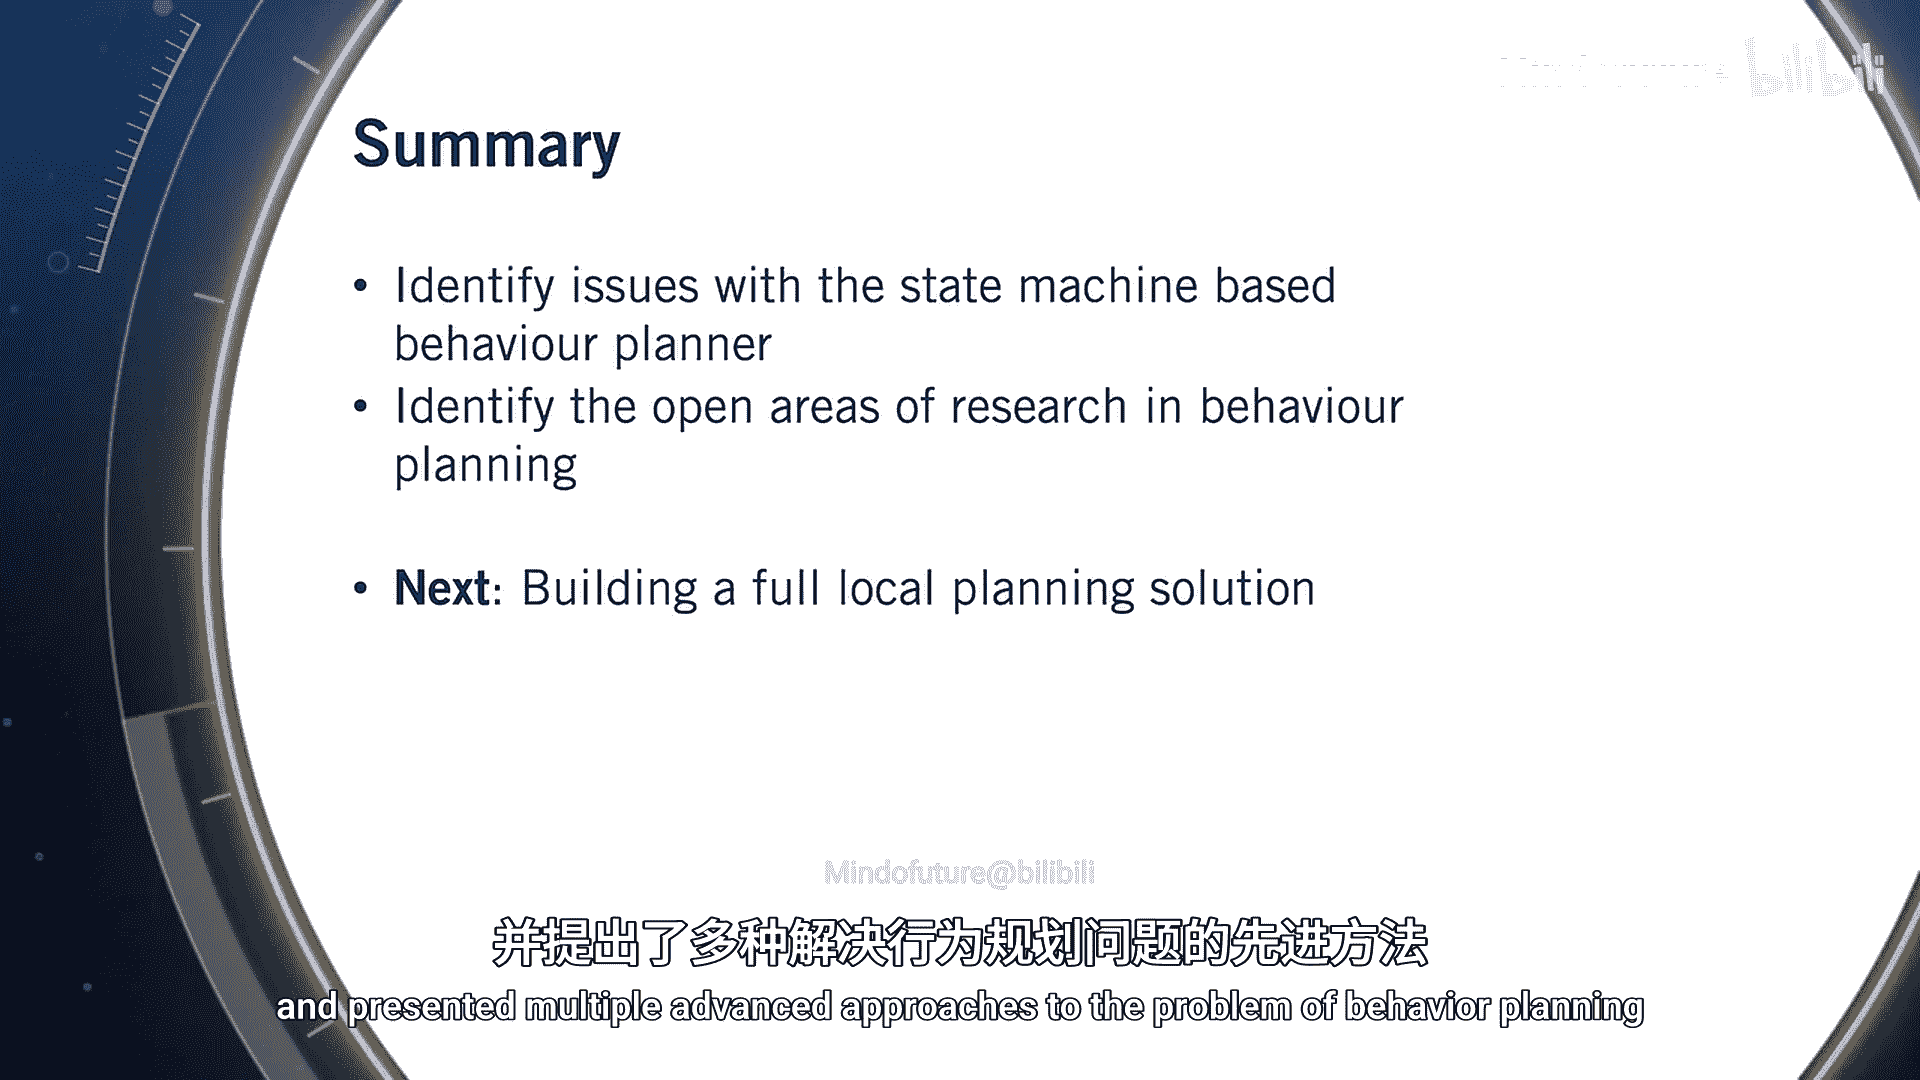 bilibili
Summary
• Identify issues with the state machine based
behaviour planner
• Identify the open areas of research in behaviour
planning
• Next: Building a full local planning solution
Mindofuture@bilibili
并提出了多种解决行为规划问题的先进方法
and presented multiple advanced approaches to the problem of behavior planning